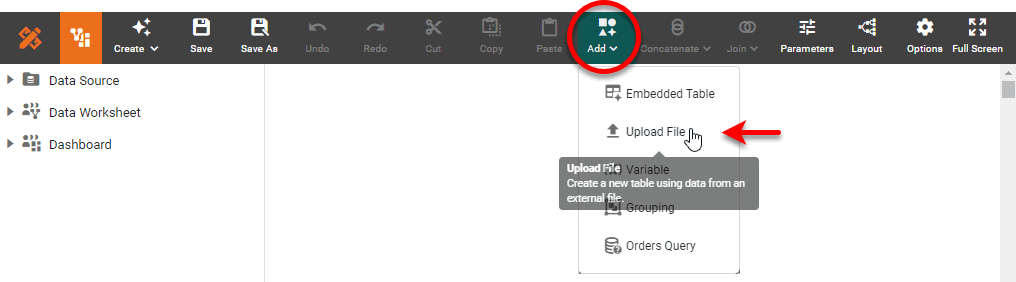 Create Save Save As Undo Redo Cut Copy Paste Add Concatenate Join Parameters Layout Options Full Screen
Data Source
Data Worksheet
Dashboard
Embedded Table
Upload File
Upload File
Variable
Create a new table using data from an
external file.
Grouping
Orders Query